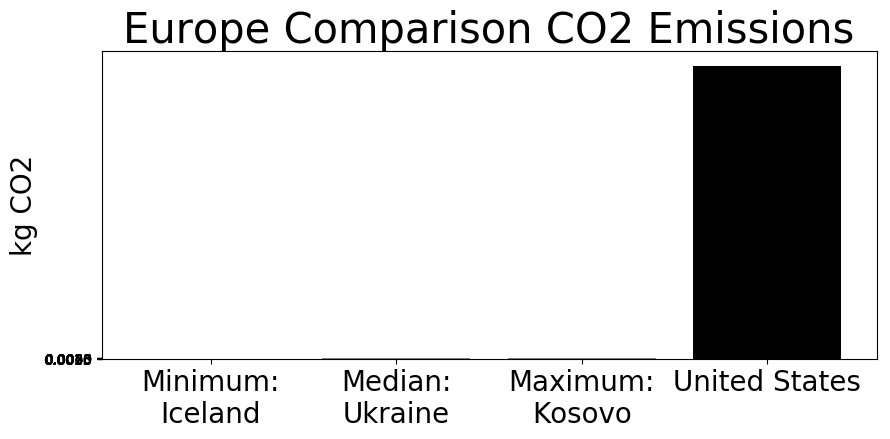 Europe Comparison CO2 Emissions
kg CO2
Minimum:
Iceland
Median:
Ukraine
Maximum:
Kosovo
United States